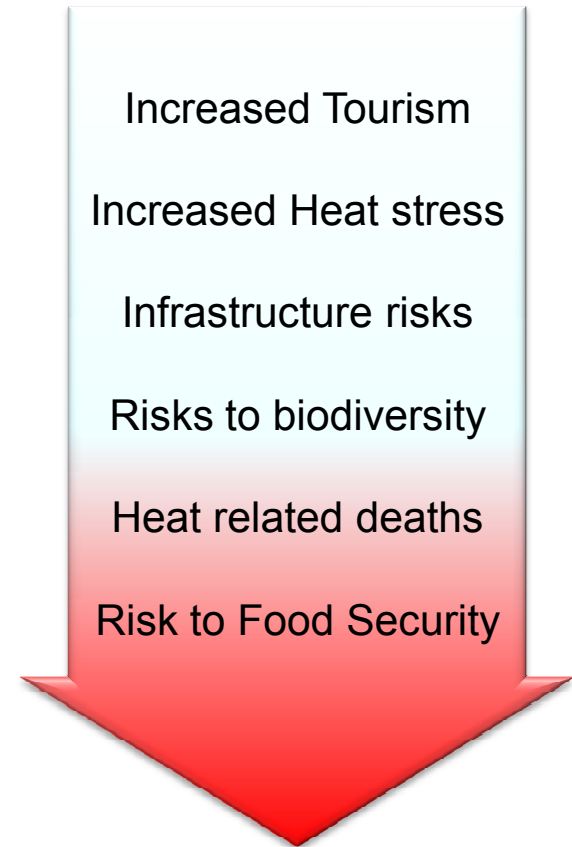 Increased Tourism
Increased Heat stress
Infrastructure risks
Risks to biodiversity
Heat related deaths
Risk to Food Security